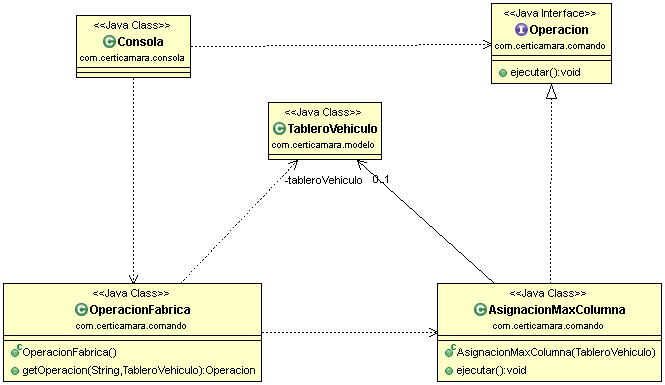 <<Java Class>>
Consola
com.certicamara.consola
<<Java Interface>>
Operacion
com.certicamara.comando
ejecutar():void
<<Java Class>>
TableroVehiculo
com.certicamara.modelo
-tableroVehiculo 0..1
<<Java Class>>
OperacionFabrica
com.certicamara.comando
OperacionFabrica()
getOperacion(String,TableroVehiculo):Operacion
<<Java Class>>
AsignacionMaxColumna
com.certicamara.comando
AsignacionMaxColumna(TableroVehiculo)
ejecutar():void